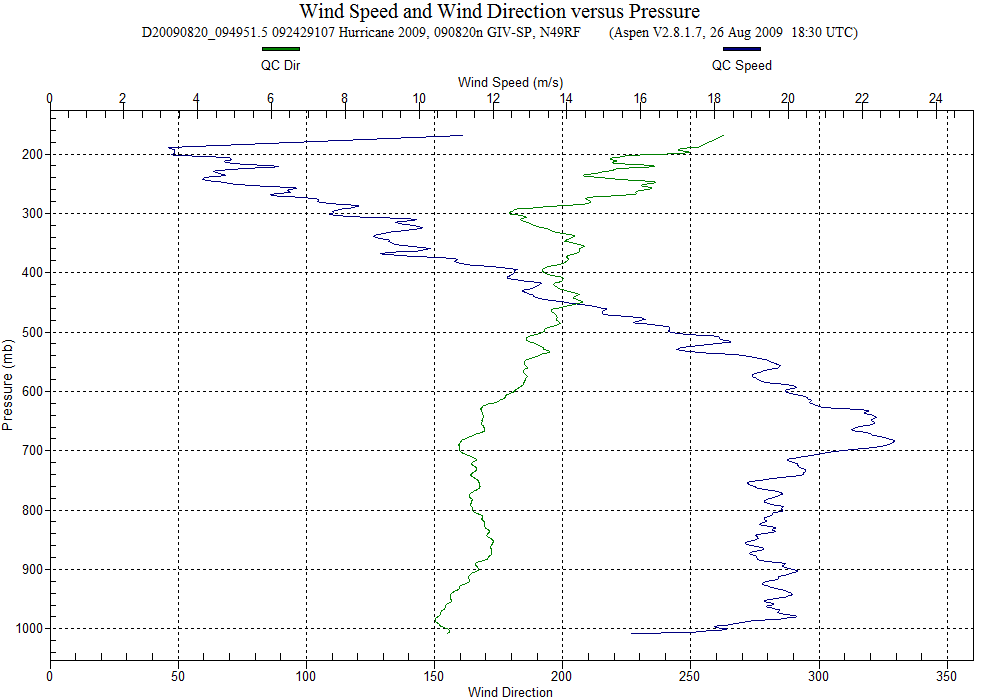 Wind Speed and Wind Direction versus Pressure
D20090820_094951.5 092429107 Hurricane 2009, 090820n GIV-SP, N49RF (Aspen V2.8.1.7, 26 Aug 2009 18:30 UTC)
QC Dir QC Speed
Wind Speed (m/s)
0 2 4 6 8 10 12 14 16 18 20 22 24
200
300
400
500
600
700
800
900
1000
Pressure (mb)
0 50 100 150 200 250 300 350
Wind Direction